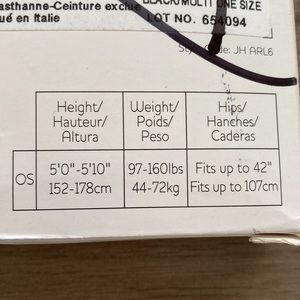 asthanne-Ceinture exclue
ué en Italie
BLACK/MULTI ONE SIZE
LOT NO. 654094
Code: JH ARL6
Height/
Hauteur/
Altura
Weight/
Poids/
Peso
Hips/
Hanches/
Caderas
OS
5'0"-5'10"
152-178cm
97-160lbs
44-72kg
Fits up to 42"
Fits up to 107cm